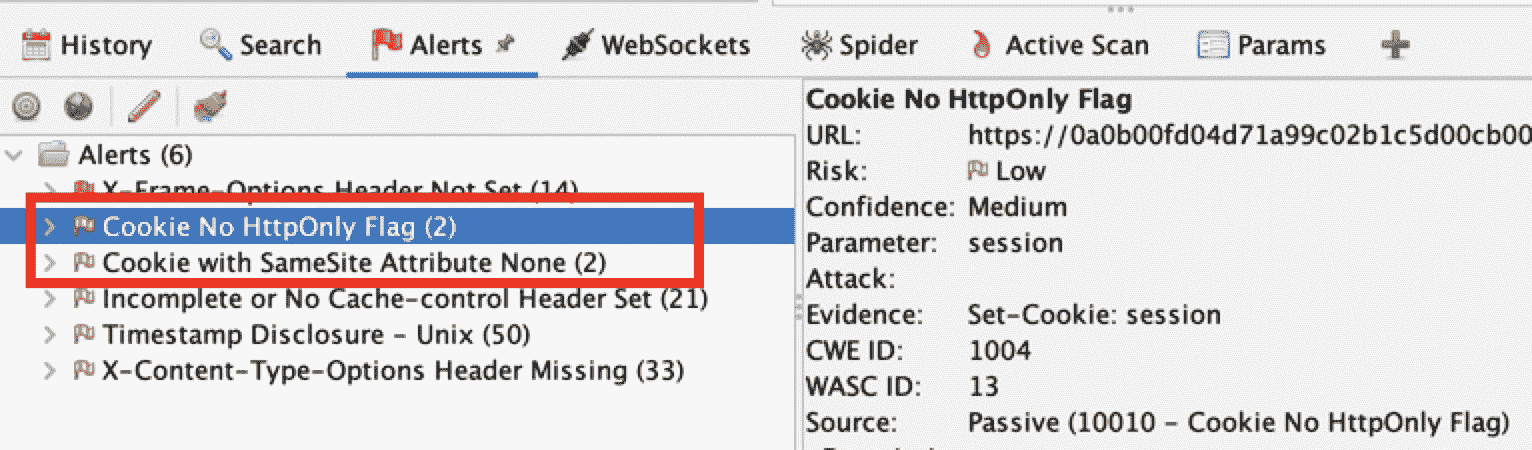 History Search Alerts WebSockets Spider Active Scan Params
Alerts (6)
X-Frame-Options Header Not Set (14)
Cookie No HttpOnly Flag (2)
Cookie with SameSite Attribute None (2)
Incomplete or No Cache-control Header Set (21)
Timestamp Disclosure - Unix (50)
X-Content-Type-Options Header Missing (33)
Cookie No HttpOnly Flag
URL: https://0a0b00fd04d71a99c02b1c5d00cb00
Risk: Low
Confidence: Medium
Parameter: session
Attack:
Evidence: Set-Cookie: session
CWE ID: 1004
WASC ID: 13
Source: Passive (10010 - Cookie No HttpOnly Flag)